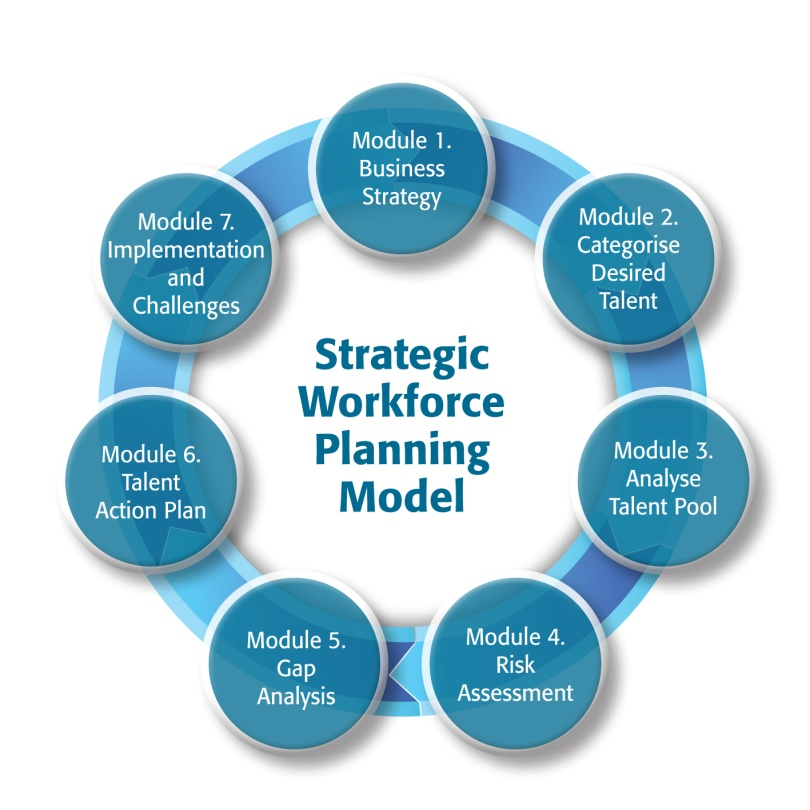 Module 1.
Business
Strategy
Module 2.
Categorise
Desired
Talent
Module 3.
Analyse
Talent Pool
Module 4.
Risk
Assessment
Module 5.
Gap
Analysis
Module 6.
Talent
Action Plan
Module 7.
Implementation
and
Challenges
Strategic
Workforce
Planning
Model